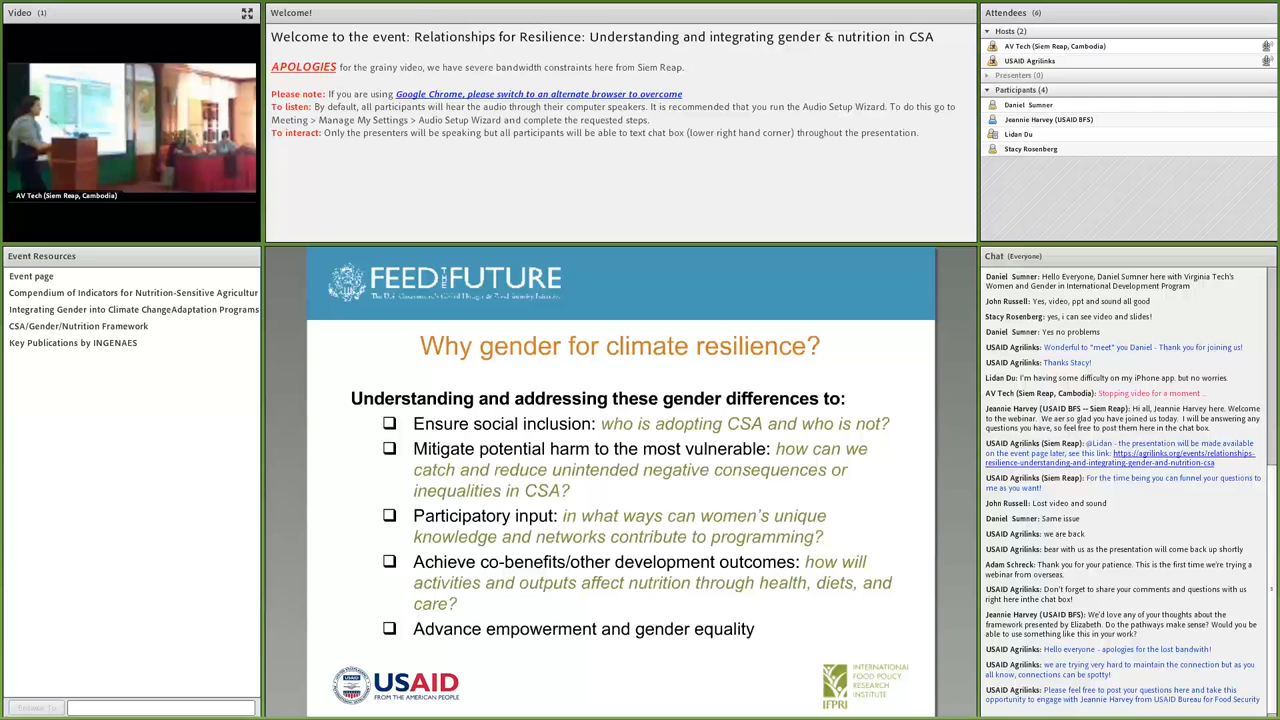 Video (1)
AV Tech (Siem Reap, Cambodia)
Welcome!
Welcome to the event: Relationships for Resilience: Understanding and integrating gender & nutrition in CSA
APOLOGIES for the grainy video, we have severe bandwidth constraints here from Siem Reap.
Please note: If you are using Google Chrome, please switch to an alternate browser to overcome
To listen: By default, all participants will hear the audio through their computer speakers. It is recommended that you run the Audio Setup Wizard. To do this go to
Meeting > Manage My Settings > Audio Setup Wizard and complete the requested steps.
To interact: Only the presenters will be speaking but all participants will be able to text chat box (lower right hand corner) throughout the presentation.
Attendees (6)
Hosts (2)
AV Tech (Siem Reap, Cambodia)
USAID Agrilinks
Presenters (0)
Participants (4)
Daniel Sumner
Jeannie Harvey (USAID BFS)
Lidan Du
Stacy Rosenberg
Event Resources
Event page
Compendium of Indicators for Nutrition-Sensitive Agricultur
Integrating Gender into Climate ChangeAdaptation Programs
CSA/Gender/Nutrition Framework
Key Publications by INGENAES
Browse To
FEED THE FUTURE
The U.S. Government's Global Hunger & Food Security Initiative
Why gender for climate resilience?
Understanding and addressing these gender differences to:
Ensure social inclusion: who is adopting CSA and who is not?
Mitigate potential harm to the most vulnerable: how can we
catch and reduce unintended negative consequences or
inequalities in CSA?
Participatory input: in what ways can women's unique
knowledge and networks contribute to programming?
Achieve co-benefits/other development outcomes: how will
activities and outputs affect nutrition through health, diets, and
care?
Advance empowerment and gender equality
USAID
FROM THE AMERICAN PEOPLE
IFPRI
INTERNATIONAL
FOOD POLICY
RESEARCH
INSTITUTE
Chat (Everyone)
Daniel Sumner: Hello Everyone, Daniel Sumner here with Virginia Tech's
Women and Gender in International Development Program
John Russell: Yes, video, ppt and sound all good
Stacy Rosenberg: yes, i can see video and slides!
Daniel Sumner: Yes no problems
USAID Agrilinks: Wonderful to "meet" you Daniel - Thank you for joining us!
USAID Agrilinks: Thanks Stacy!
Lidan Du: I'm having some difficulty on my iPhone app. but no worries.
AV Tech (Siem Reap, Cambodia): Stopping video for a moment ..
Jeannie Harvey (USAID BFS -- Siem Reap): Hi all, Jeannie Harvey here. Welcome
to the webinar. We aer so glad you have joined us today. I will be answering any
questions you have, so feel free to post them here in the chat box.
USAID Agrilinks (Siem Reap): @Lidan - the presentation will be made available
on the event page later, see this link: https://agrilinks.org/events/relationships-
resilience-understanding-and-integrating-gender-and-nutrition-csa
USAID Agrilinks (Siem Reap): For the time being you can funnel your questions to
me as you want!
John Russell: Lost video and sound
Daniel Sumner: Same issue
USAID Agrilinks: we are back
USAID Agrilinks: bear with us as the presentation will come back up shortly
Adam Schreck: Thank you for your patience. This is the first time we're trying a
webinar from overseas.
USAID Agrilinks: Don't forget to share your comments and questions with us
right here inthe chat box!
Jeannie Harvey (USAID BFS): We'd love any of your thoughts about the
framework presented by Elizabeth. Do the pathways make sense? Would you be
able to use something like this in your work?
USAID Agrilinks: Hello everyone - apologies for the lost bandwith!
USAID Agrilinks: we are trying very hard to maintain the connection but as you
all know, connections can be spotty!
USAID Agrilinks: Please feel free to post your questions here and take this
opportunity to engage with Jeannie Harvey from USAID Bureau for Food Security